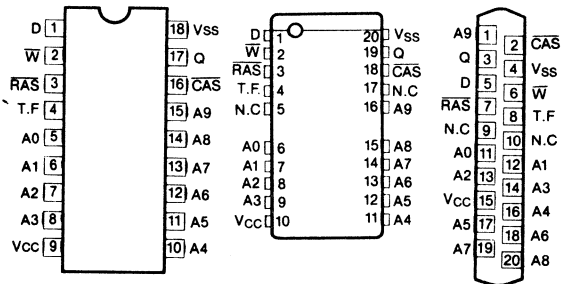 D 1 18 VSS
W 2 17 Q
RAS 3 16 CAS
T.F 4 15 A9
A0 5 14 A8
A1 6 13 A7
A2 7 12 A6
A3 8 11 A5
VCC 9 10 A4
D 1 20 VSS
W 2 19 Q
RAS 3 18 CAS
T.F. 4 17 N.C
N.C 5 16 A9
A0 6 15 A8
A1 7 14 A7
A2 8 13 A6
A3 9 12 A5
VCC 10 11 A4
A9 1
2 CAS
Q 3
4 VSS
D 5
6 W
RAS 7
8 T.F
N.C 9
10 N.C
A0 11
12 A1
A2 13
14 A3
VCC 15
16 A4
A5 17
18 A6
A7 19
20 A8